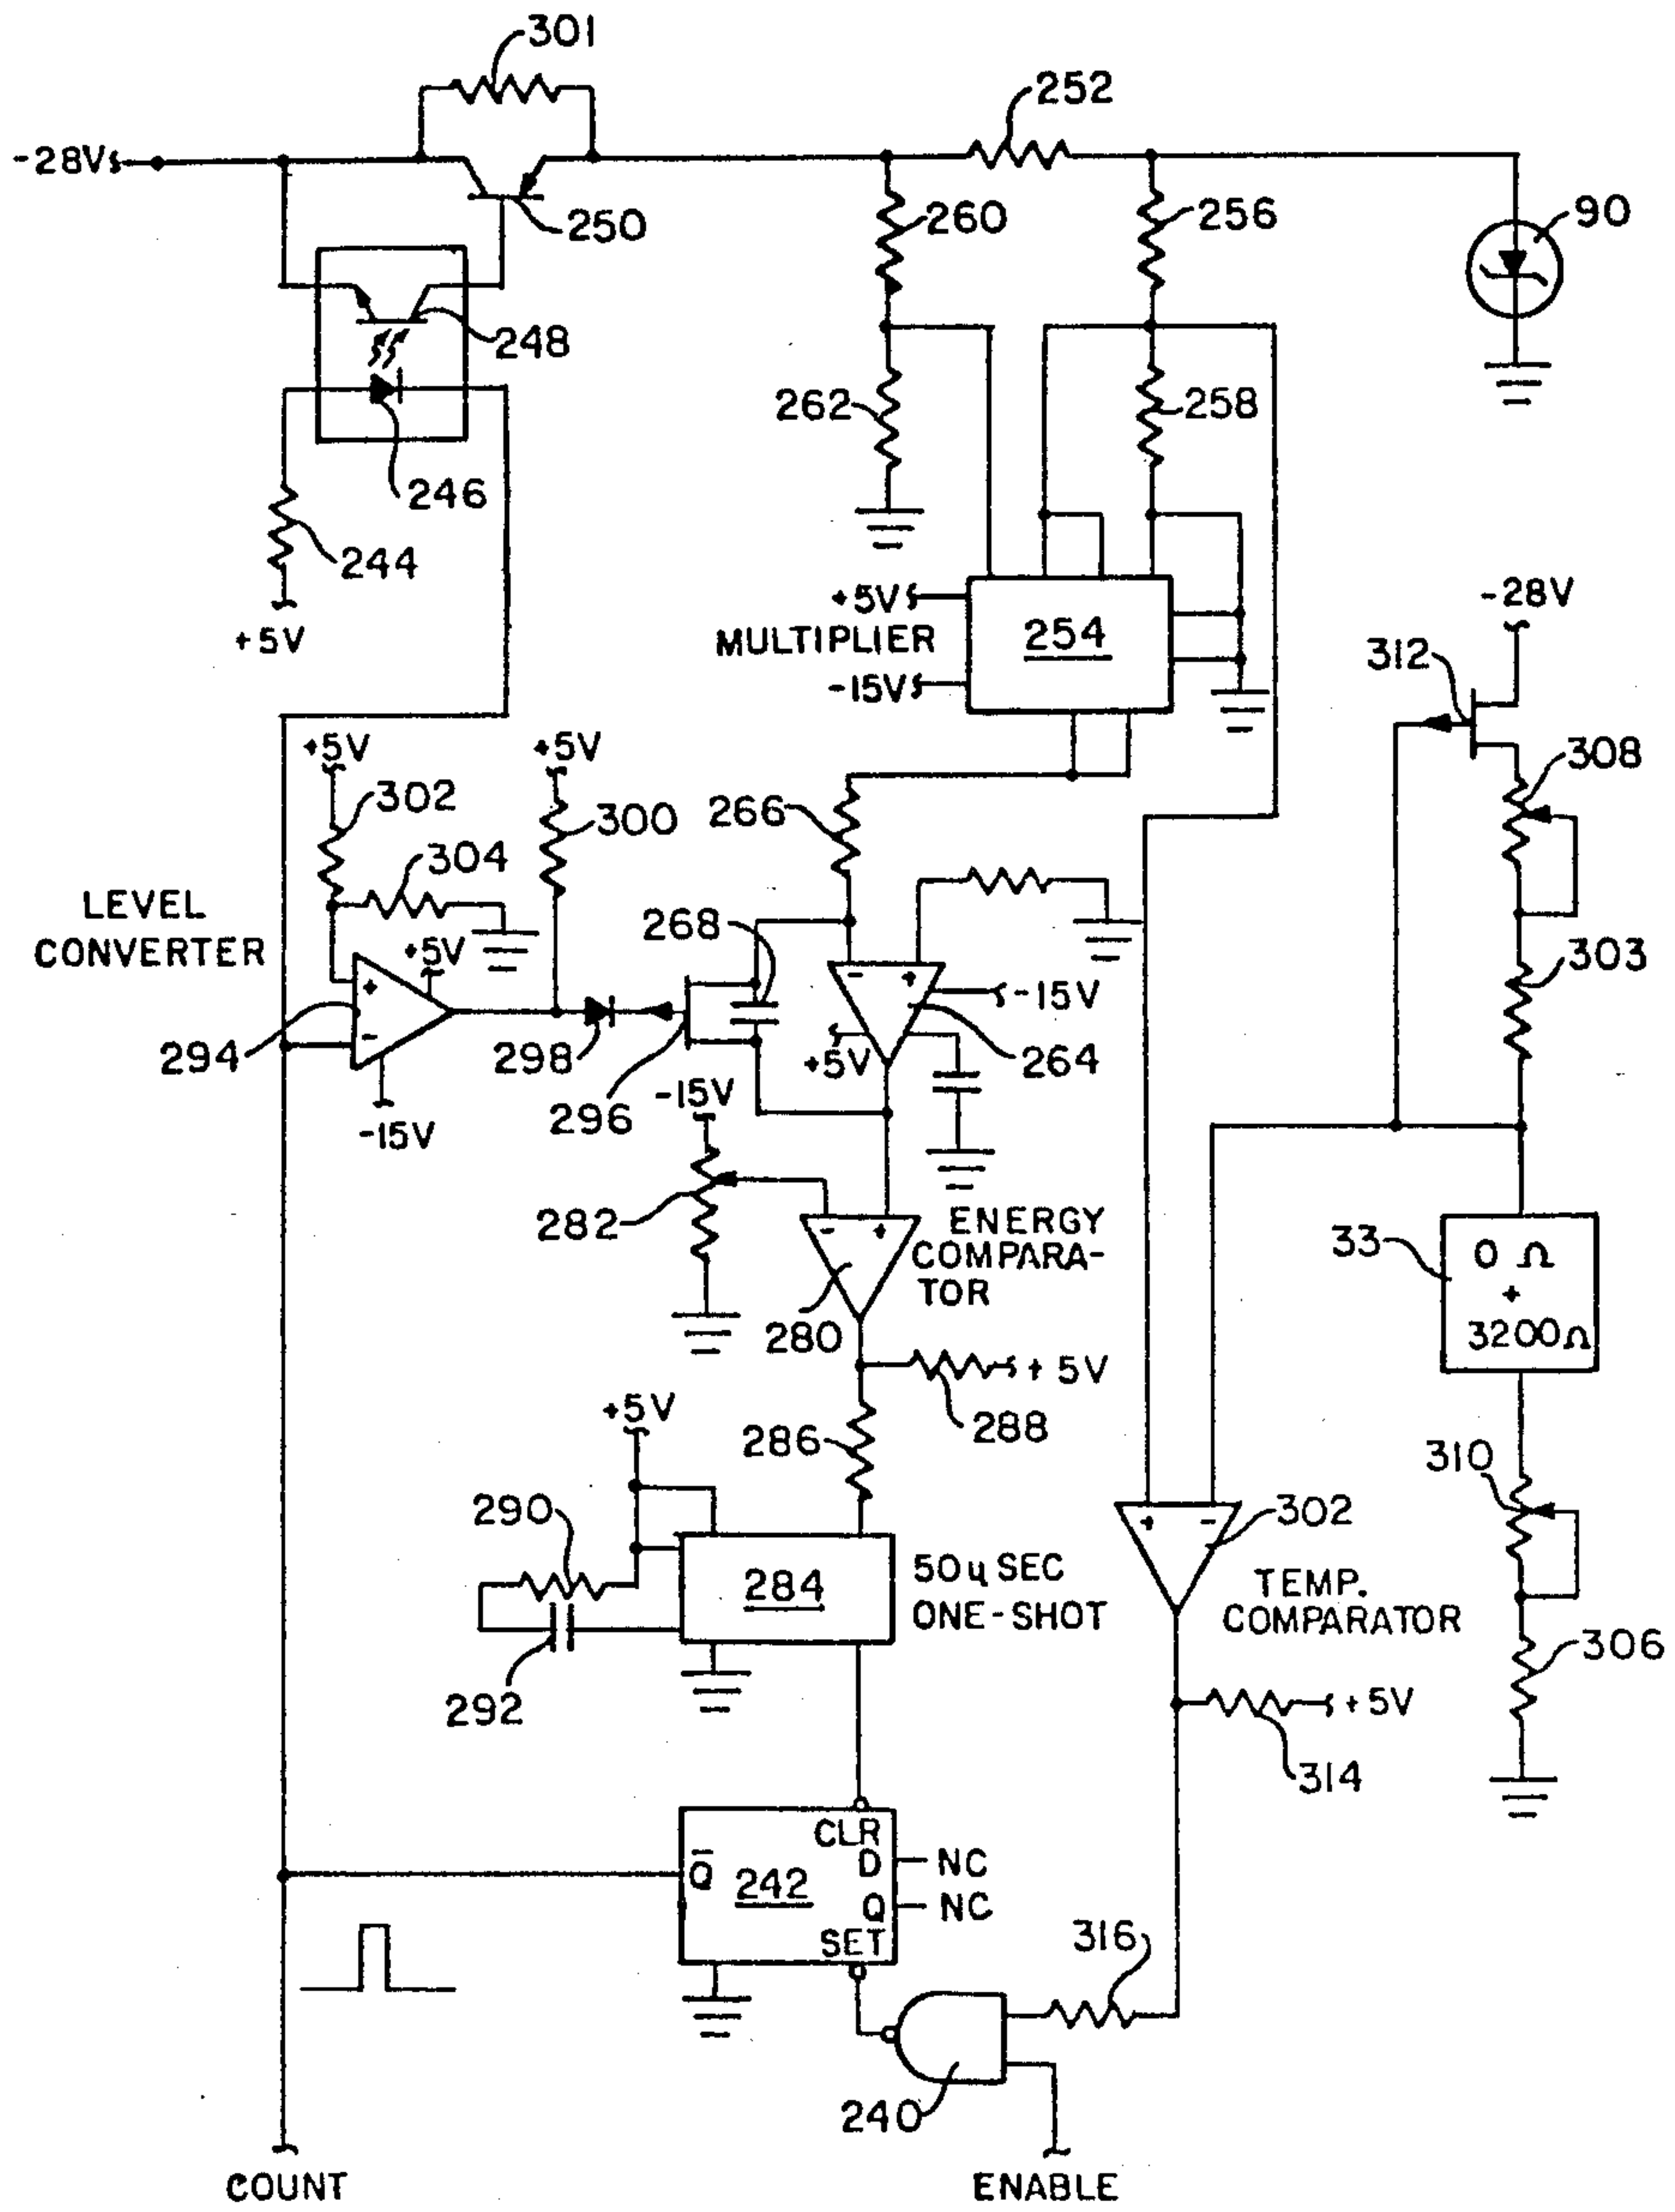 301
252
-28V
250
260
256
90
248
262
258
246
244
+5V
+5V
MULTIPLIER
254
-15V
-28V
312
308
+5V
+5V
302
300
266
304
LEVEL
CONVERTER
268
303
+5V
+
-
-
+
-15V
294
298
+5V
264
-15V
296
-15V
282
-
+
ENERGY
COMPARA-
TOR
33
0 Ω
+
3200Ω
280
+5V
288
+5V
286
310
290
302
+
-
284
50 μ SEC
ONE-SHOT
TEMP.
COMPARATOR
292
306
+5V
314
CLR
Q̅
242
D
NC
Q
NC
SET
316
240
COUNT
ENABLE